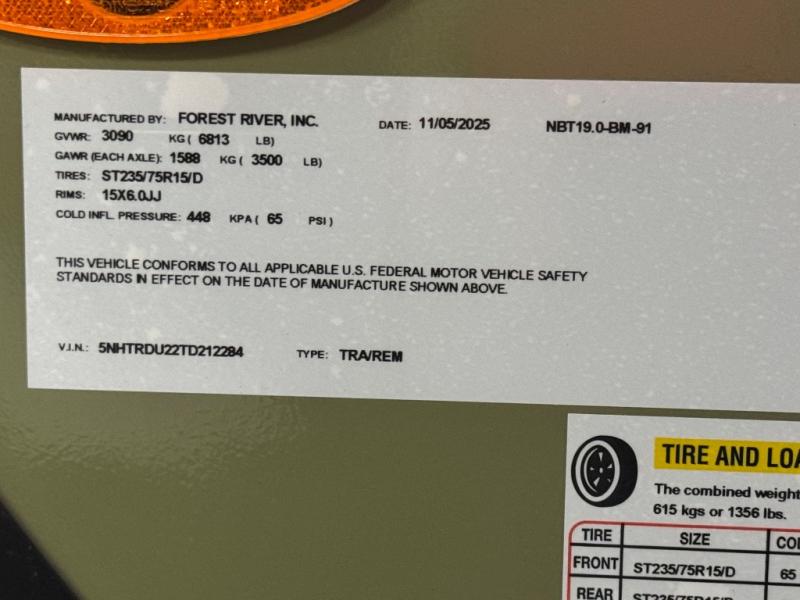 MANUFACTURED BY: FOREST RIVER, INC. DATE: 11/05/2025 NBT19.0-BM-91
GVWR: 3090 KG ( 6813 LB)
GAWR (EACH AXLE): 1588 KG ( 3500 LB)
TIRES: ST235/75R15/D
RIMS: 15X6.0JJ
COLD INFL. PRESSURE: 448 KPA ( 65 PSI )
THIS VEHICLE CONFORMS TO ALL APPLICABLE U.S. FEDERAL MOTOR VEHICLE SAFETY
STANDARDS IN EFFECT ON THE DATE OF MANUFACTURE SHOWN ABOVE.
V.I.N.: 5NHTRDU22TD212284 TYPE: TRA/REM
TIRE AND LOA
The combined weight
615 kgs or 1356 lbs.
TIRE SIZE COL
FRONT ST235/75R15/D 65
REAR ST235/75R15/D